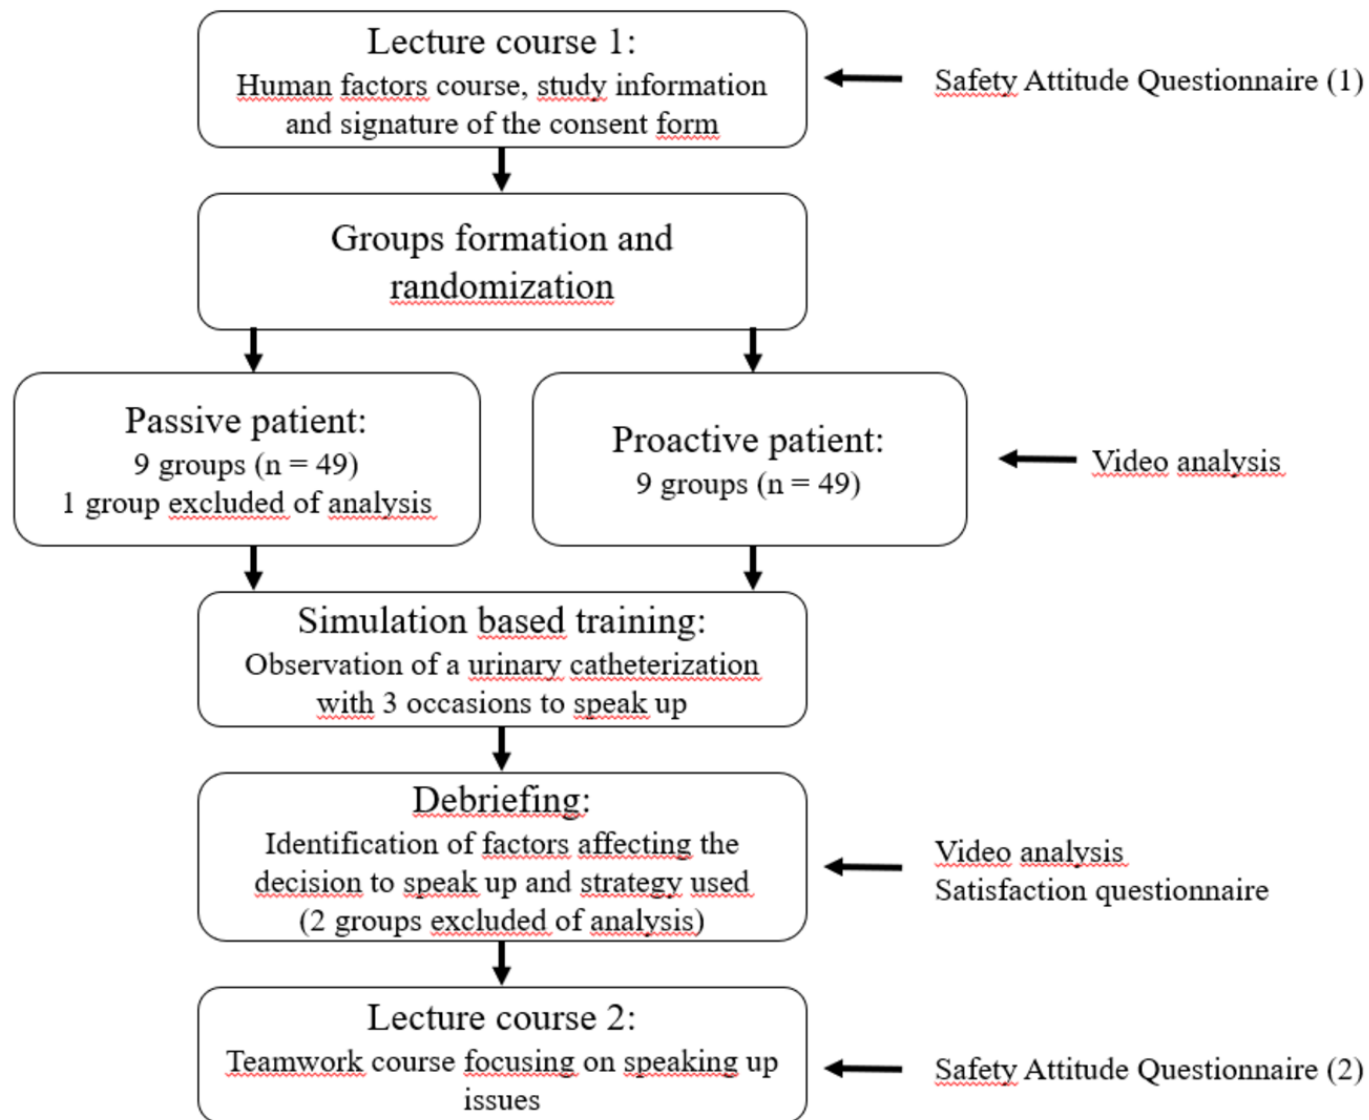 Lecture course 1:
Human factors course, study information
and signature of the consent form
Safety Attitude Questionnaire (1)
Groups formation and
randomization
Passive patient:
9 groups (n = 49)
1 group excluded of analysis
Proactive patient:
9 groups (n = 49)
Video analysis
Simulation based training:
Observation of a urinary catheterization
with 3 occasions to speak up
Debriefing:
Identification of factors affecting the
decision to speak up and strategy used
(2 groups excluded of analysis)
Video analysis
Satisfaction questionnaire
Lecture course 2:
Teamwork course focusing on speaking up
issues
Safety Attitude Questionnaire (2)